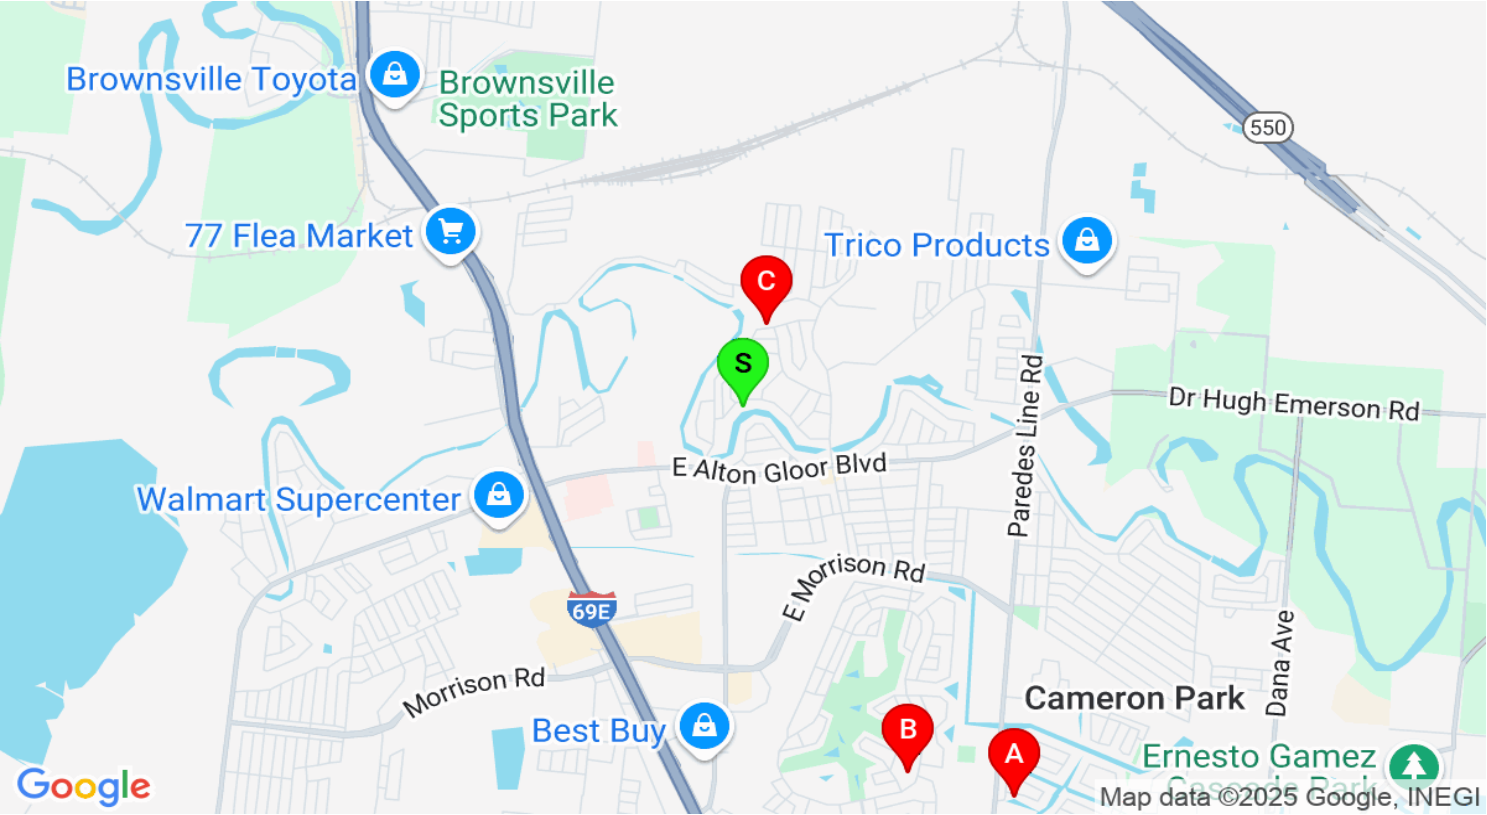 Brownsville Toyota
Brownsville
Sports Park
550
77 Flea Market
Trico Products
C
S
Paredes Line Rd
Dr Hugh Emerson Rd
E Alton Gloor Blvd
Walmart Supercenter
E Morrison Rd
69E
Dana Ave
Morrison Rd
Cameron Park
Best Buy
B
A
Ernesto Gamez
Cascade Park
Google
Map data ©2025 Google, INEGI